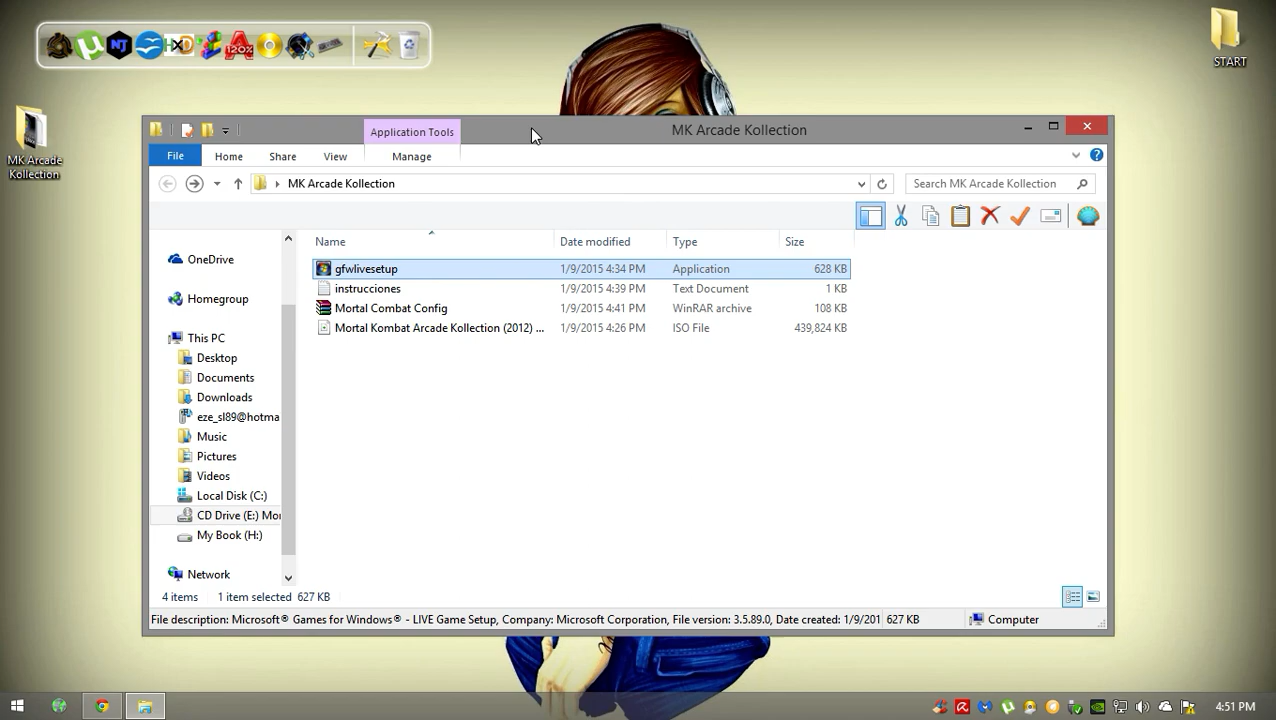 120%
START
MK Arcade
Kollection
Application Tools
MK Arcade Kollection
File
Home
Share
View
Manage
MK Arcade Kollection
Search MK Arcade Kollection
Name
Date modified
Type
Size
OneDrive
Homegroup
This PC
Desktop
Documents
Downloads
eze_sl89@hotma
Music
Pictures
Videos
Local Disk (C:)
CD Drive (E:) Mor
My Book (H:)
Network
gfwlivesetup 1/9/2015 4:34 PM Application 628 KB
instrucciones 1/9/2015 4:39 PM Text Document 1 KB
Mortal Combat Config 1/9/2015 4:41 PM WinRAR archive 108 KB
Mortal Kombat Arcade Kollection (2012) ... 1/9/2015 4:26 PM ISO File 439,824 KB
4 items 1 item selected 627 KB
File description: Microsoft® Games for Windows® - LIVE Game Setup, Company: Microsoft Corporation, File version: 3.5.89.0, Date created: 1/9/201 627 KB Computer
4:51 PM